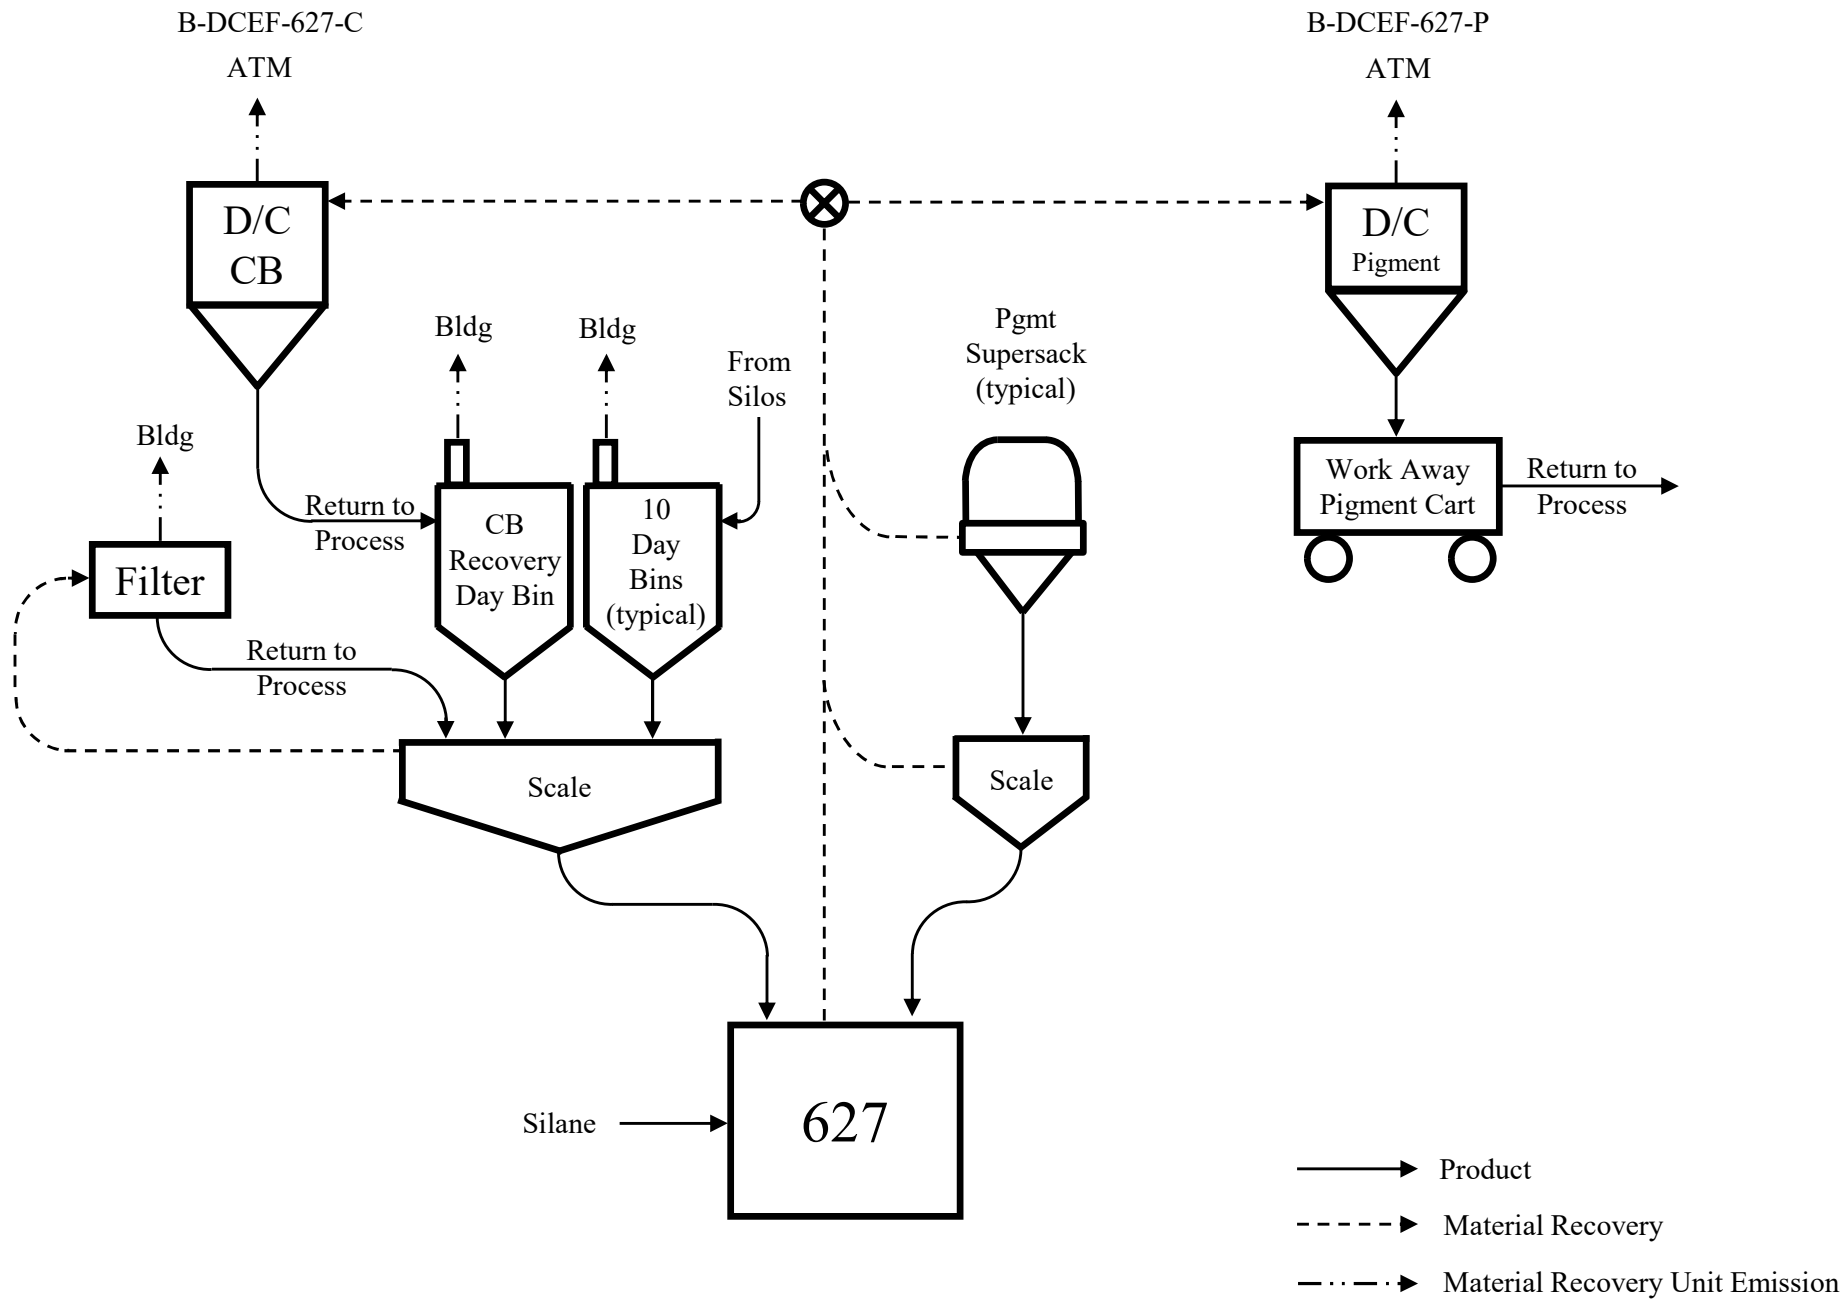 B-DCEF-627-C
ATM
B-DCEF-627-P
ATM
D/C
CB
D/C
Pigment
Bldg
Bldg
From
Silos
Pgmt
Supersack
(typical)
Bldg
Return to
Process
CB
Recovery
Day Bin
10
Day
Bins
(typical)
Work Away
Pigment Cart
Return to
Process
Filter
Return to
Process
Scale
Scale
Silane
627
Product
Material Recovery
Material Recovery Unit Emission